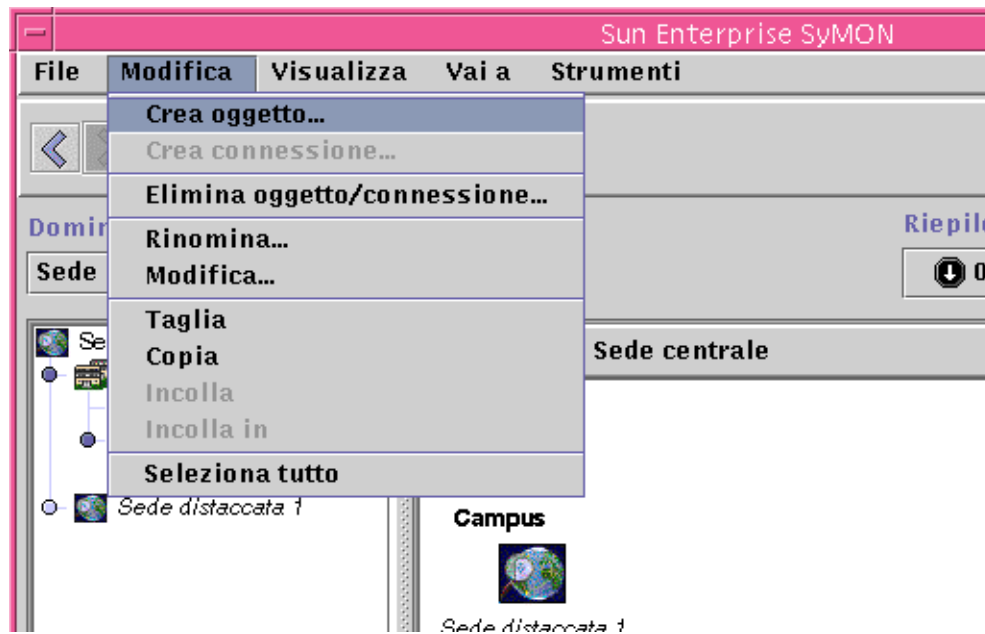 Sun Enterprise SyMON
File Modifica Visualizza Vai a Strumenti
Crea oggetto...
Crea connessione...
Elimina oggetto/connessione...
Rinomina...
Modifica...
Taglia
Copia
Incolla
Incolla in
Seleziona tutto
Sede
Sede centrale
Sede distaccata 1
Campus
Sede distaccata 1